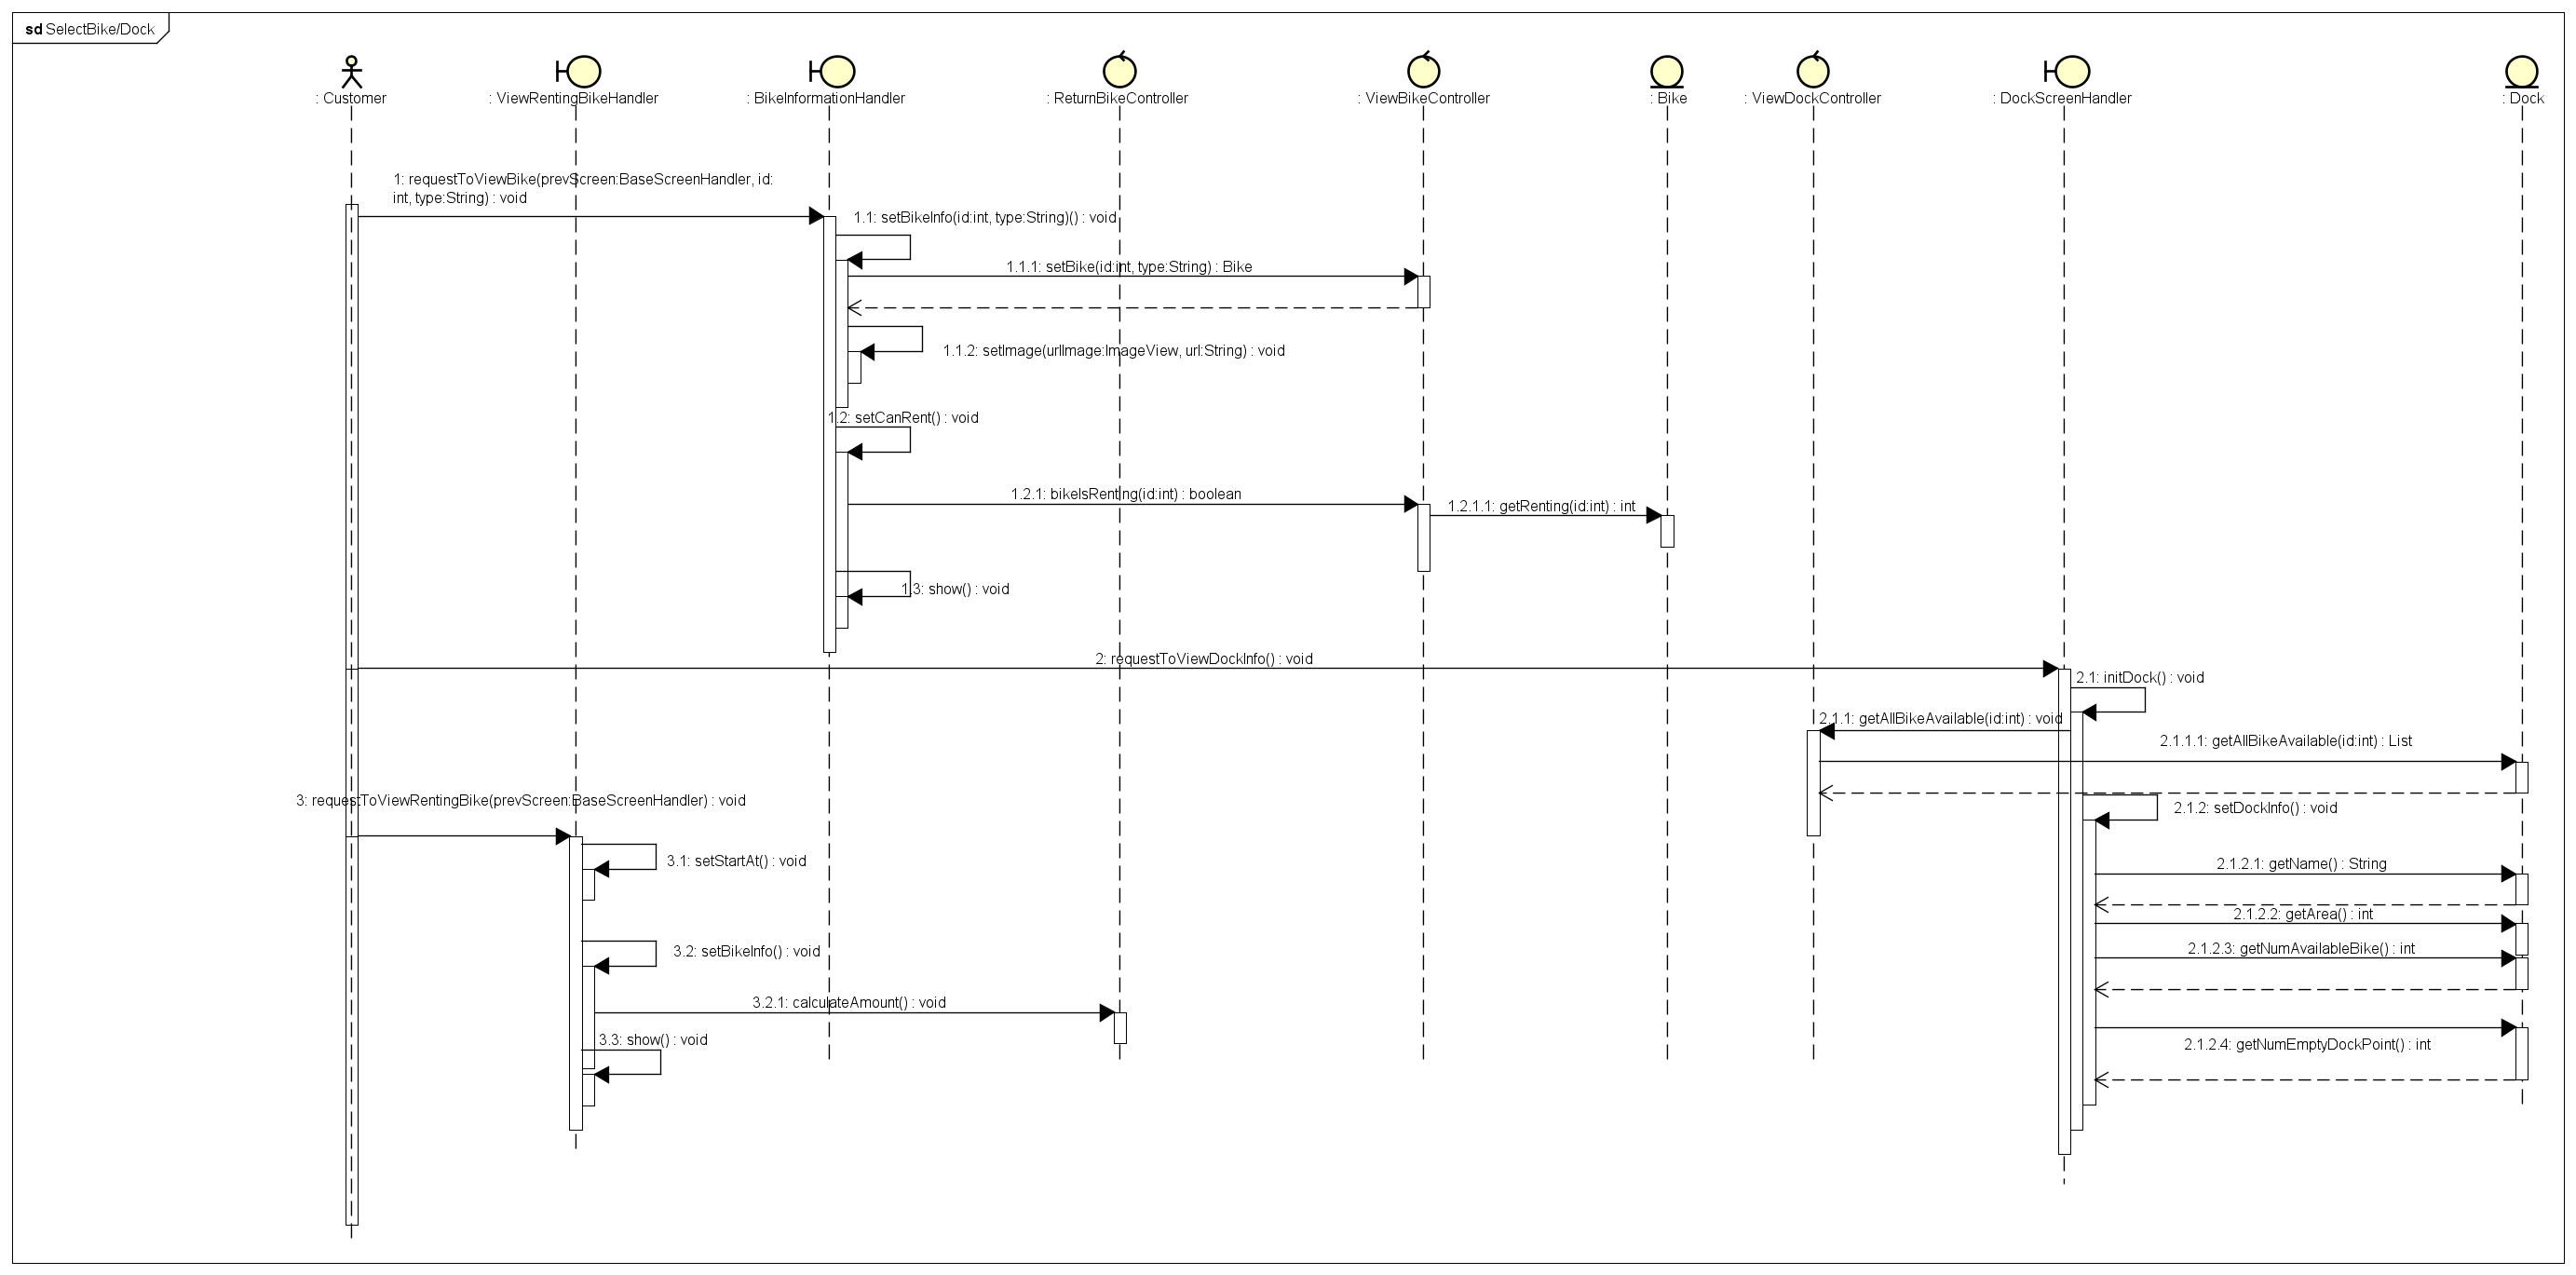 sd SelectBike/Dock
: Customer
: ViewRentingBikeHandler
: BikeInformationHandler
: ReturnBikeController
: ViewBikeController
: Bike
: ViewDockController
: DockScreenHandler
: Dock
1: requestToViewBike(prevScreen:BaseScreenHandler, id:
int, type:String) : void
1.1: setBikeInfo(id:int, type:String)() : void
1.1.1: setBike(id:int, type:String) : Bike
1.1.2: setImage(urlImage:ImageView, url:String) : void
1.2: setCanRent() : void
1.2.1: bikeIsRenting(id:int) : boolean
1.2.1.1: getRenting(id:int) : int
1.3: show() : void
2: requestToViewDockInfo() : void
2.1: initDock() : void
2.1.1: getAllBikeAvailable(id:int) : void
2.1.1.1: getAllBikeAvailable(id:int) : List
3: requestToViewRentingBike(prevScreen:BaseScreenHandler) : void
2.1.2: setDockInfo() : void
3.1: setStartAt() : void
2.1.2.1: getName() : String
2.1.2.2: getArea() : int
3.2: setBikeInfo() : void
2.1.2.3: getNumAvailableBike() : int
3.2.1: calculateAmount() : void
3.3: show() : void
2.1.2.4: getNumEmptyDockPoint() : int